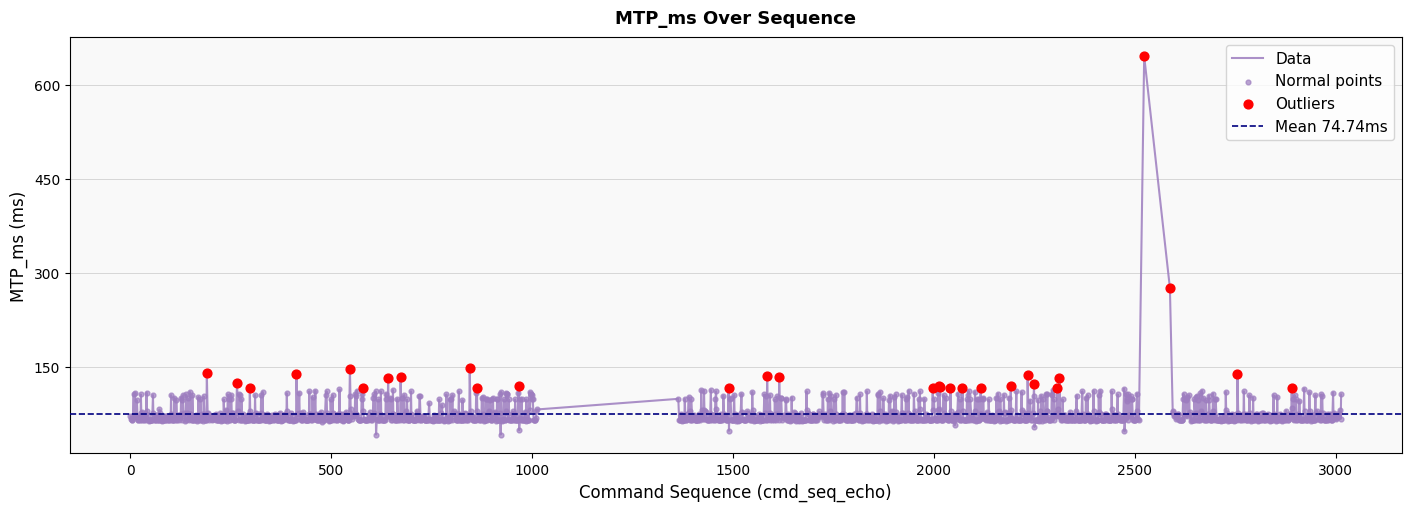 MTP_ms Over Sequence
MTP_ms (ms)
600
450
300
150
0
500
1000
1500
2000
2500
3000
Command Sequence (cmd_seq_echo)
Data
Normal points
Outliers
Mean 74.74ms